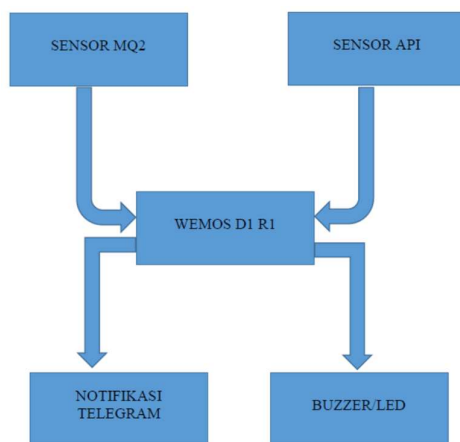 SENSOR MQ2
SENSOR API
WEMOS D1 R1
NOTIFIKASI
TELEGRAM
BUZZER/LED